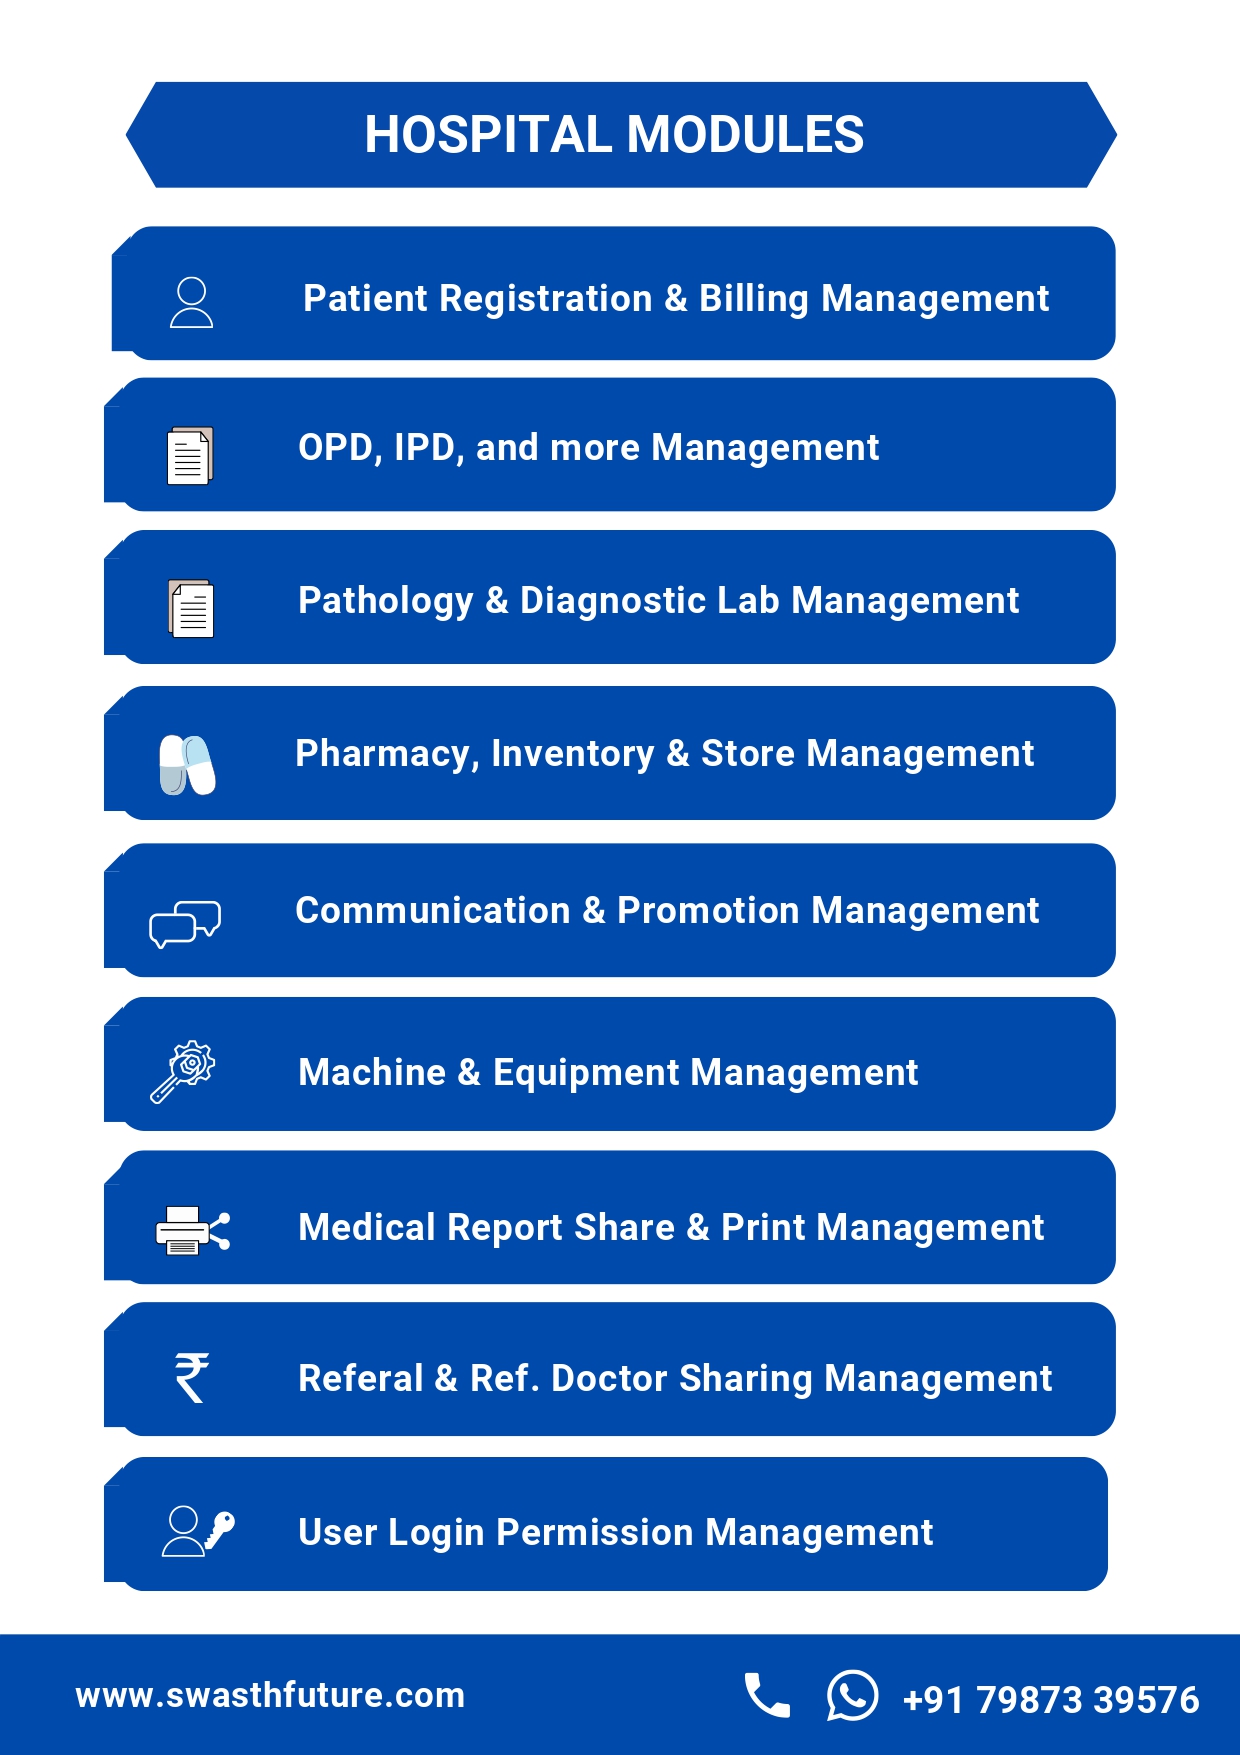 HOSPITAL MODULES
Patient Registration & Billing Management
OPD, IPD, and more Management
Pathology & Diagnostic Lab Management
Pharmacy, Inventory & Store Management
Communication & Promotion Management
Machine & Equipment Management
Medical Report Share & Print Management
₹ Referal & Ref. Doctor Sharing Management
User Login Permission Management
www.swasthfuture.com +91 79873 39576